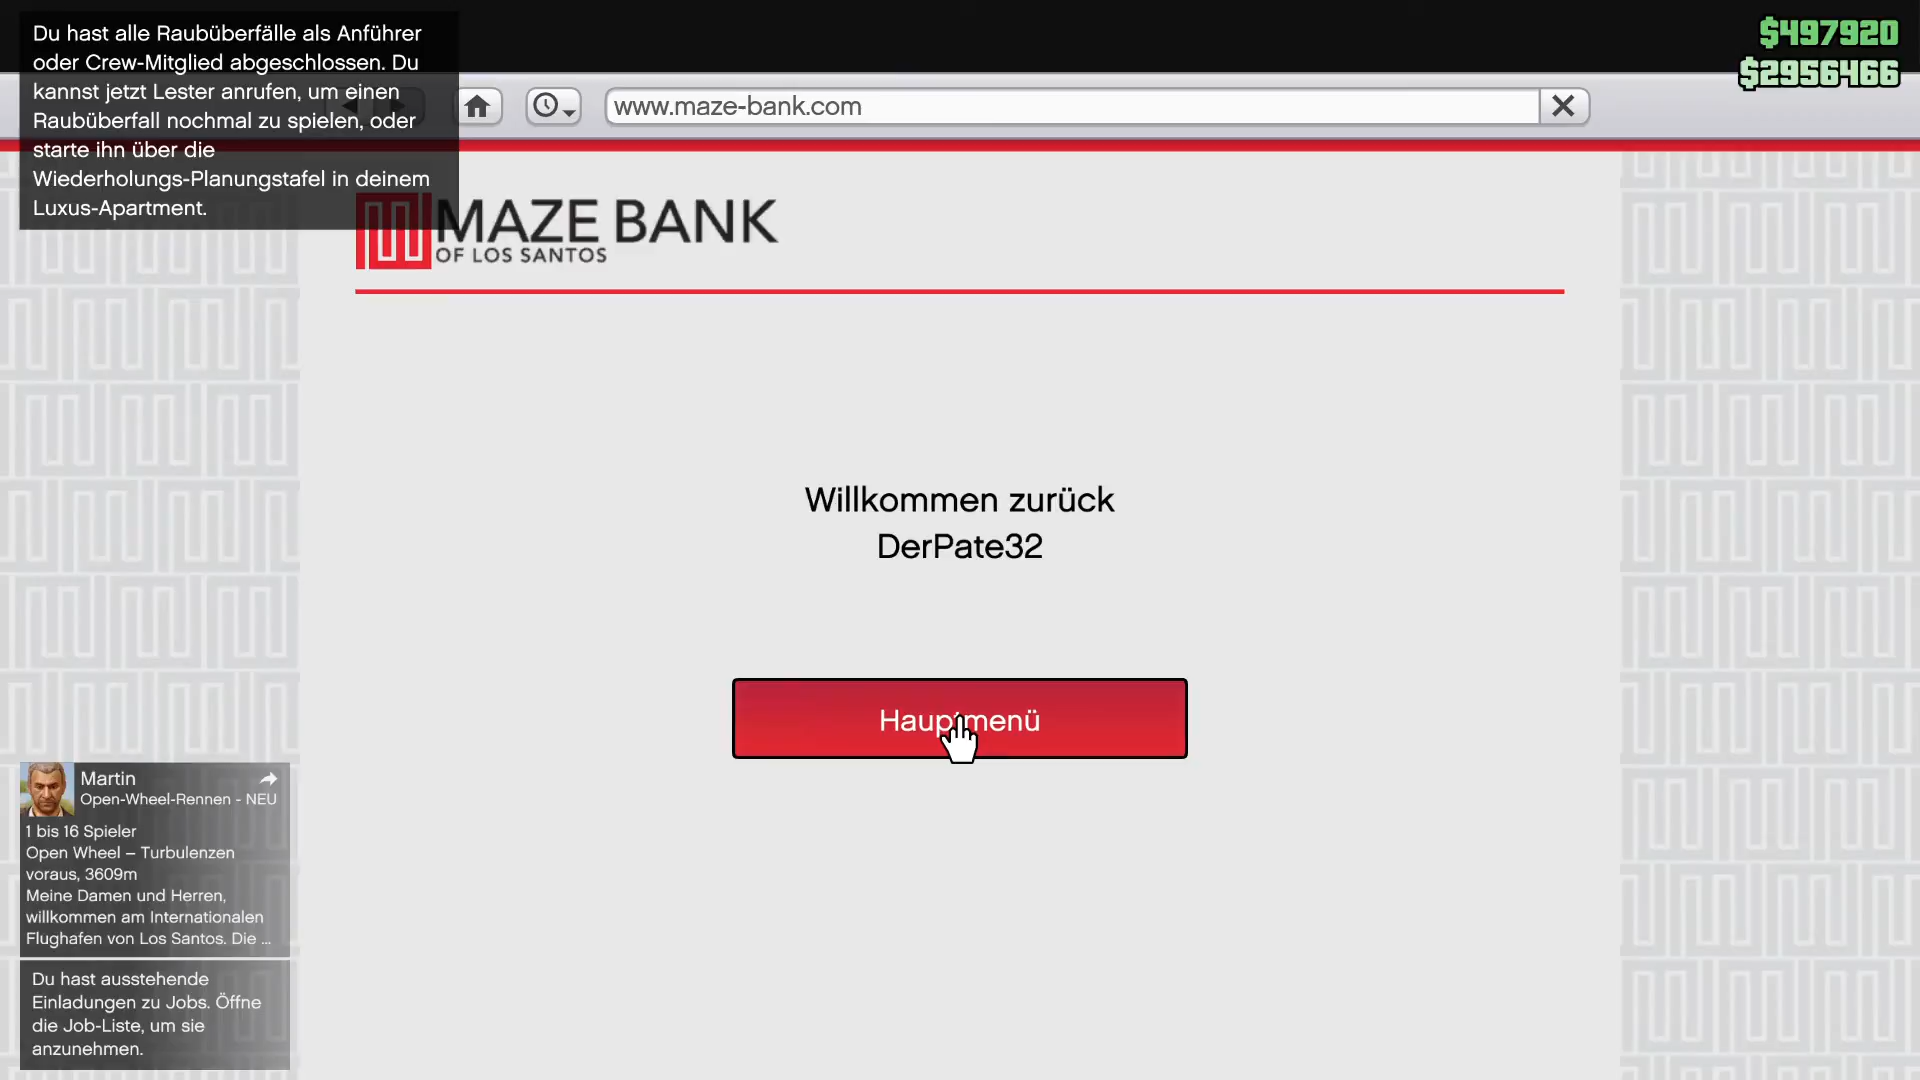 Du hast alle Raubüberfälle als Anführer
oder Crew-Mitglied abgeschlossen. Du
kannst jetzt Lester anrufen, um einen
Raubüberfall nochmal zu spielen, oder
starte ihn über die
Wiederholungs-Planungstafel in deinem
Luxus-Apartment.
$497920
$2956466
www.maze-bank.com
MAZE BANK
OF LOS SANTOS
Willkommen zurück
DerPate32
Hauptmenü
Martin
Open-Wheel-Rennen - NEU
1 bis 16 Spieler
Open Wheel – Turbulenzen
voraus, 3609m
Meine Damen und Herren,
willkommen am Internationalen
Flughafen von Los Santos. Die ...
Du hast ausstehende
Einladungen zu Jobs. Öffne
die Job-Liste, um sie
anzunehmen.